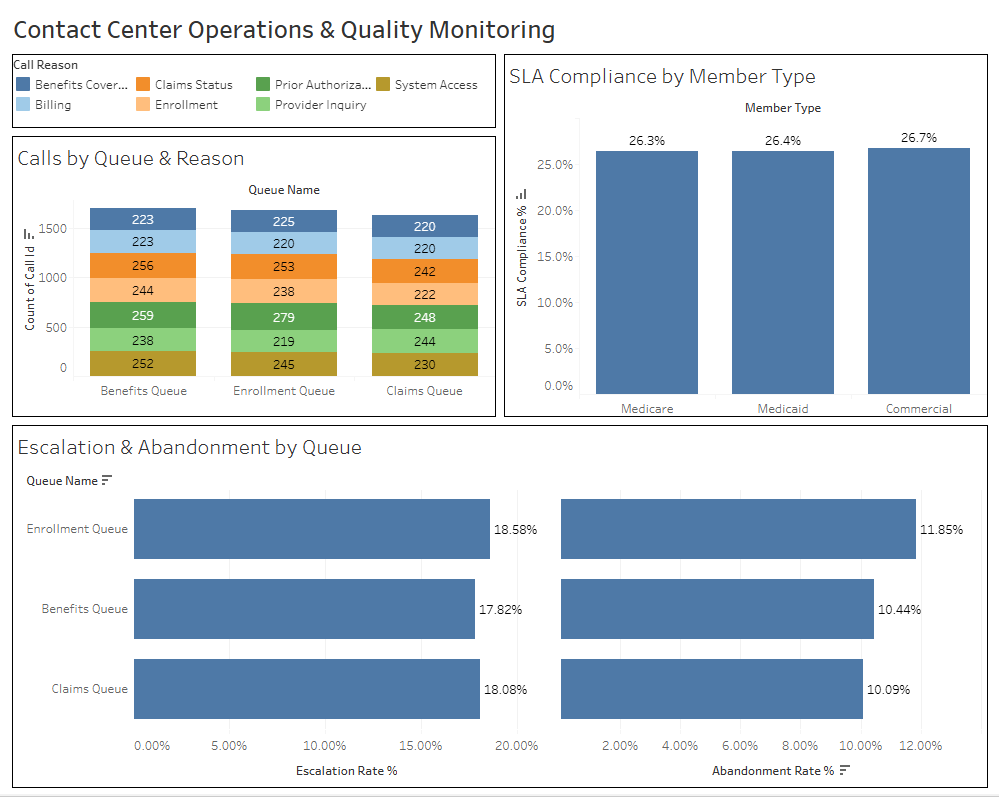 Contact Center Operations & Quality Monitoring
Call Reason
Benefits Cover... Claims Status Prior Authoriza... System Access
Billing Enrollment Provider Inquiry
Calls by Queue & Reason
Queue Name
Count of Call Id
1500
1000
500
0
223 225 220
223 220 220
256 253 242
244 238 222
259 279 248
238 219 244
252 245 230
Benefits Queue Enrollment Queue Claims Queue
SLA Compliance by Member Type
Member Type
SLA Compliance %
25.0%
20.0%
15.0%
10.0%
5.0%
0.0%
26.3% 26.4% 26.7%
Medicare Medicaid Commercial
Escalation & Abandonment by Queue
Queue Name
Enrollment Queue 18.58% 11.85%
Benefits Queue 17.82% 10.44%
Claims Queue 18.08% 10.09%
0.00% 5.00% 10.00% 15.00% 20.00% 2.00% 4.00% 6.00% 8.00% 10.00% 12.00%
Escalation Rate % Abandonment Rate %